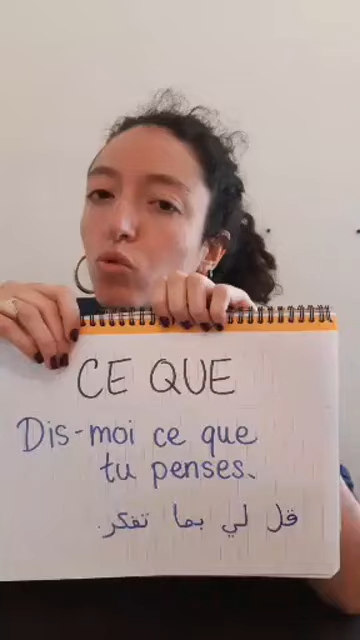 CE QUE
Dis-moi ce que
tu penses.
قل لي بما تفكر.